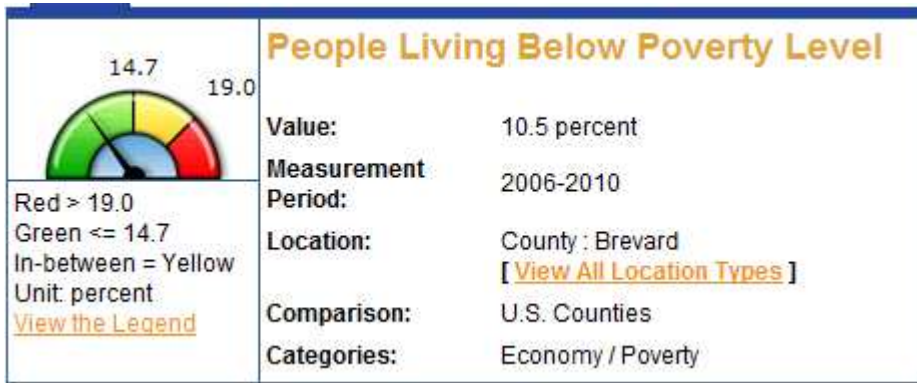 People Living Below Poverty Level
14.7
19.0
Red > 19.0
Green <= 14.7
In-between = Yellow
Unit: percent
View the Legend
Value: 10.5 percent
Measurement
Period: 2006-2010
Location: County : Brevard
[ View All Location Types ]
Comparison: U.S. Counties
Categories: Economy / Poverty